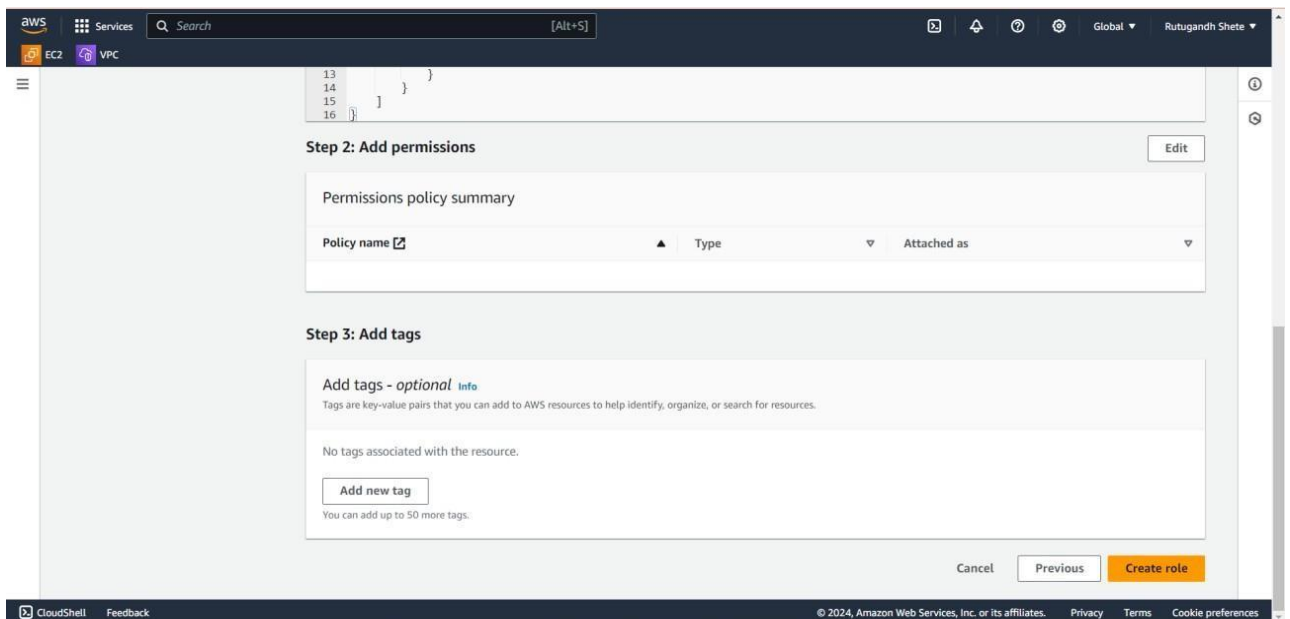 aws Services Search [Alt+S] Global ▼ Rutugandh Shete ▼
EC2 VPC
13 }
14 }
15 ]
16 }
Step 2: Add permissions Edit
Permissions policy summary
Policy name Type Attached as
Step 3: Add tags
Add tags - optional Info
Tags are key-value pairs that you can add to AWS resources to help identify, organize, or search for resources.
No tags associated with the resource.
Add new tag
You can add up to 50 more tags.
Cancel Previous Create role
CloudShell Feedback © 2024, Amazon Web Services, Inc. or its affiliates. Privacy Terms Cookie preferences